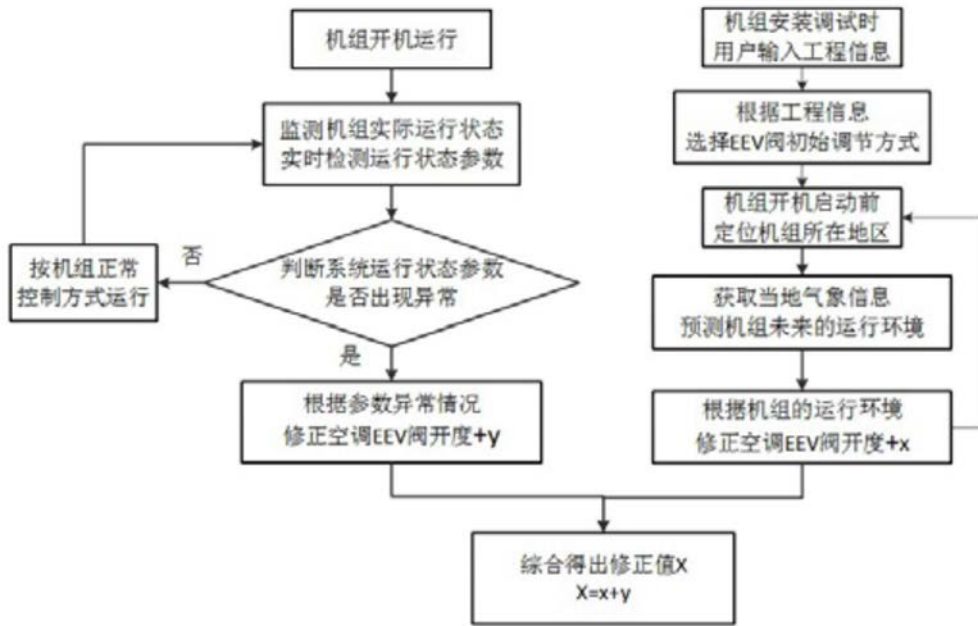 机组开机运行
监测机组实际运行状态
实时检测运行状态参数
判断系统运行状态参数
是否出现异常
否
按机组正常
控制方式运行
是
根据参数异常情况
修正空调EEV阀开度+y
机组安装调试时
用户输入工程信息
根据工程信息
选择EEV阀初始调节方式
机组开机启动前
定位机组所在地区
获取当地气象信息
预测机组未来的运行环境
根据机组的运行环境
修正空调EEV阀开度+x
综合得出修正值X
X=x+y